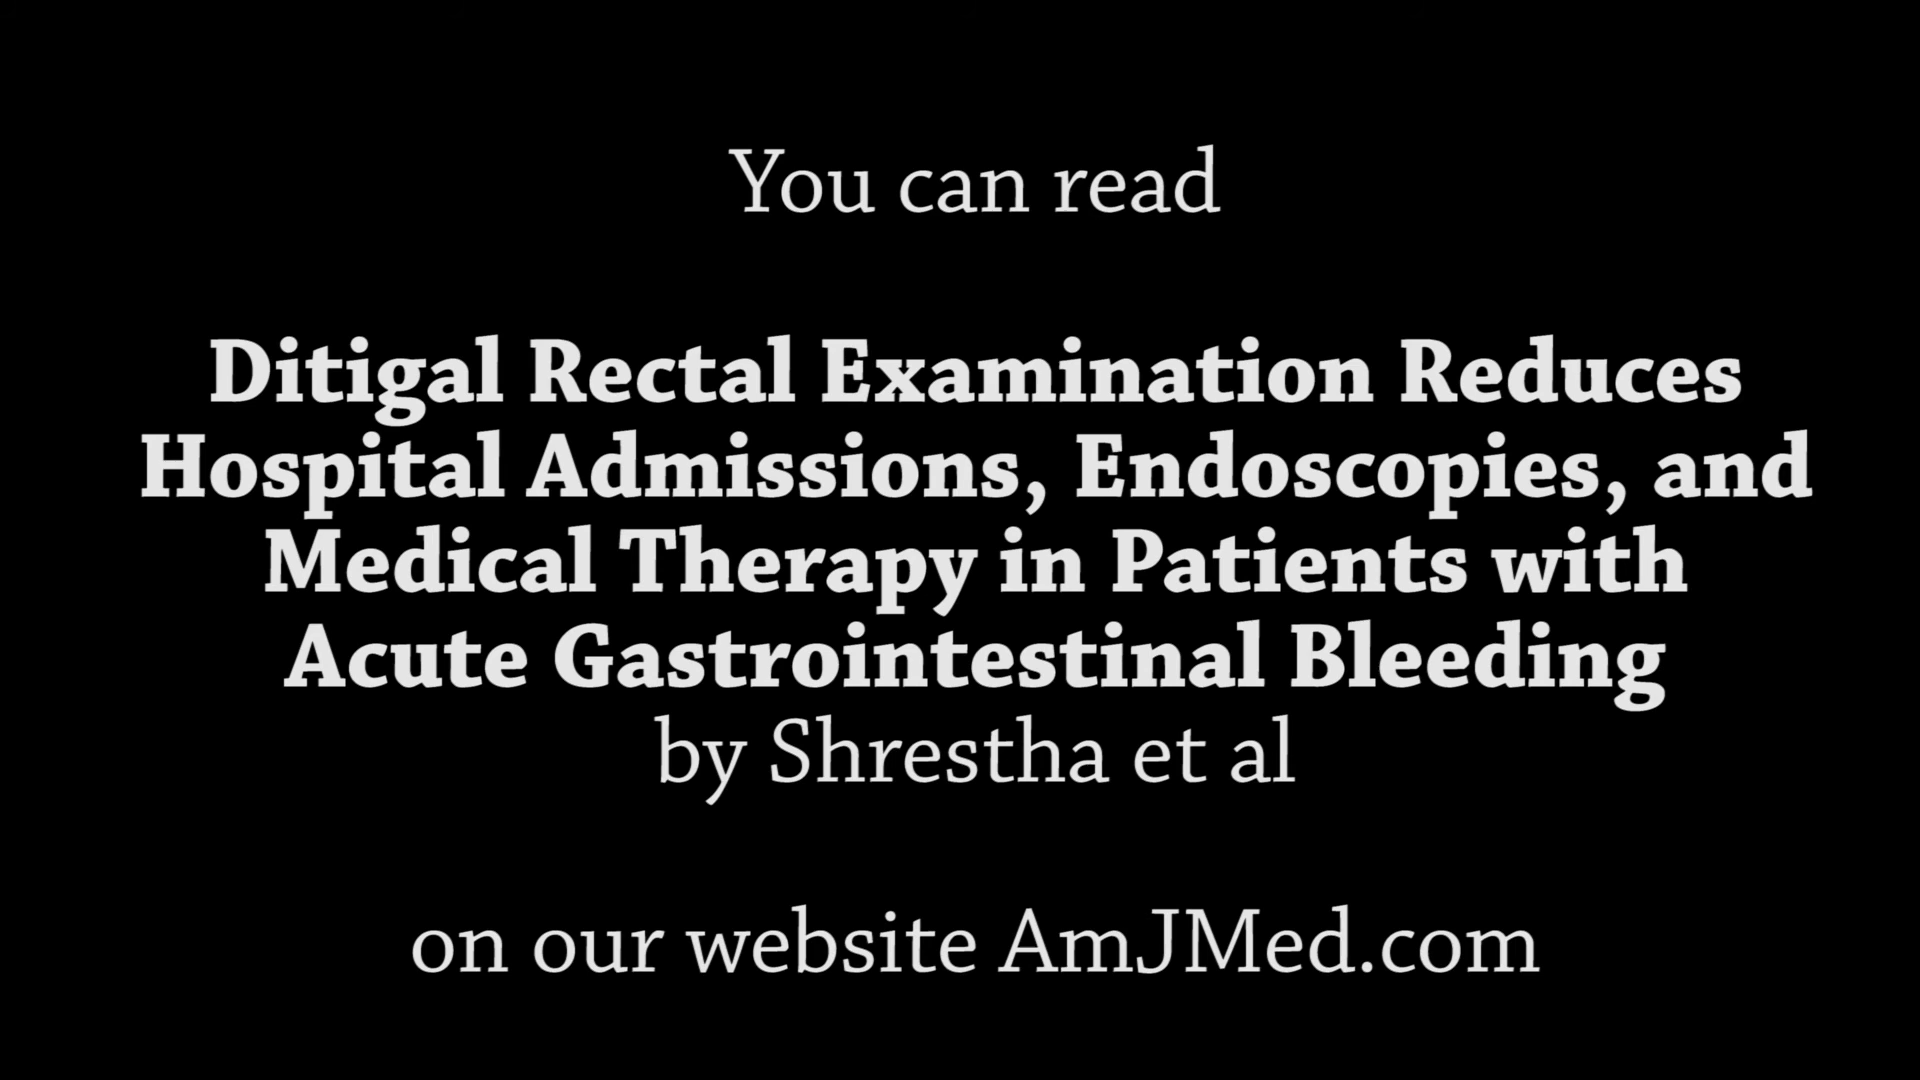 You can read
Ditigal Rectal Examination Reduces
Hospital Admissions, Endoscopies, and
Medical Therapy in Patients with
Acute Gastrointestinal Bleeding
by Shrestha et al
on our website AmJMed.com